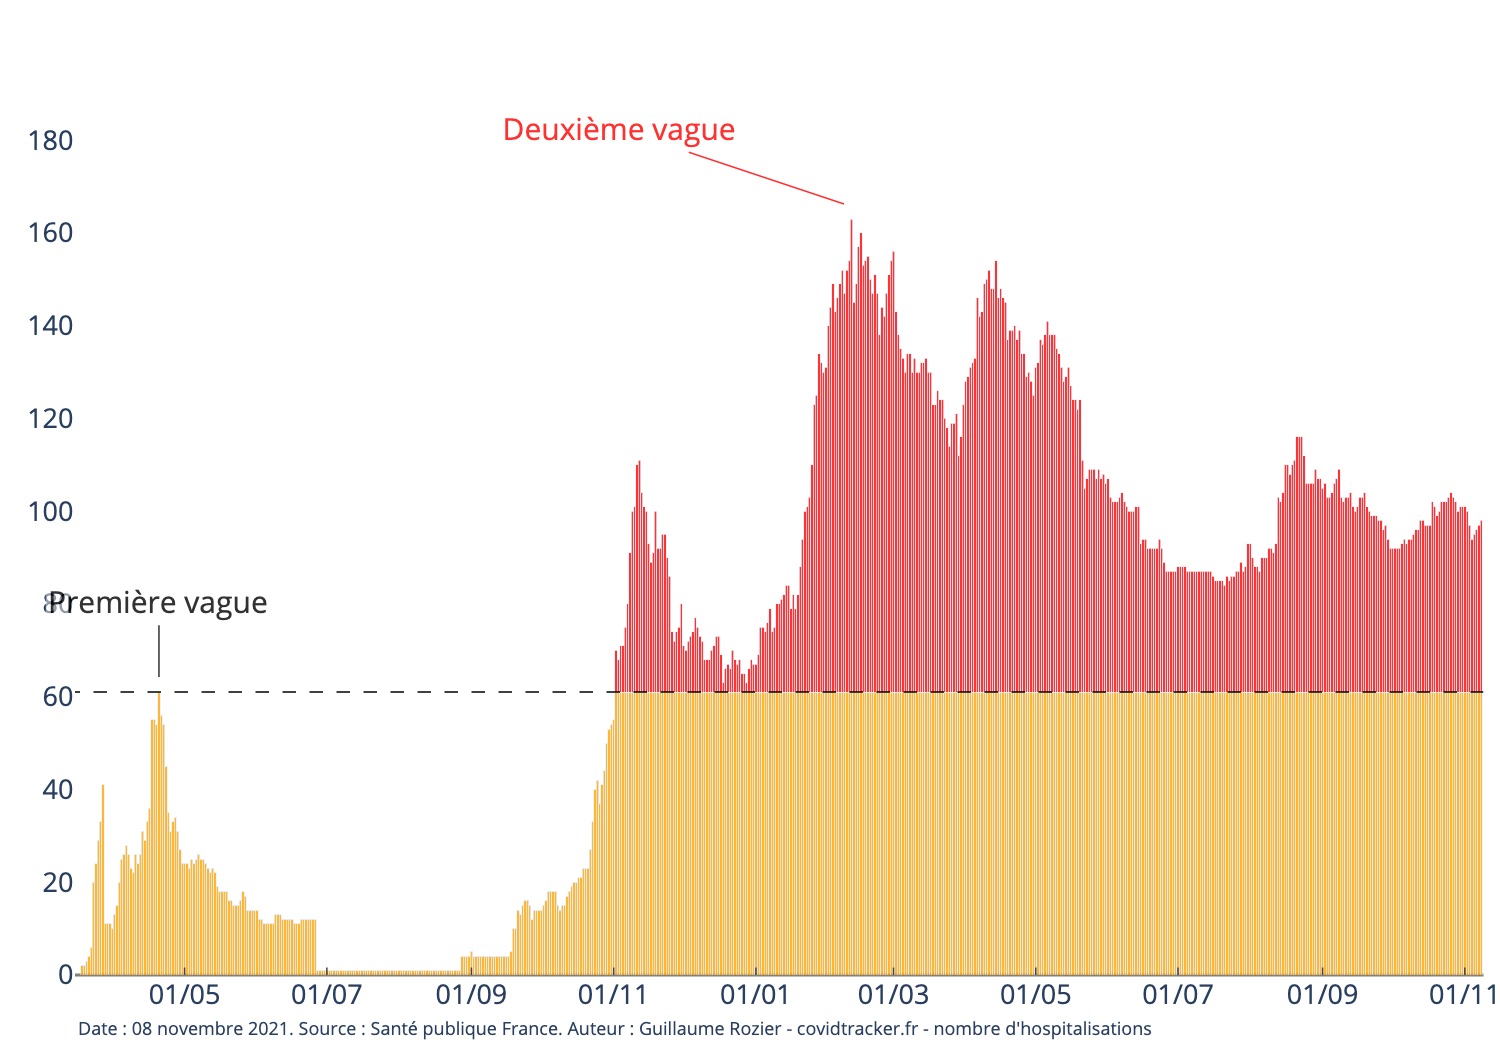 Deuxième vague
180
160
140
120
100
80
Première vague
60
40
20
0
01/05 01/07 01/09 01/11 01/01 01/03 01/05 01/07 01/09 01/11
Date : 08 novembre 2021. Source : Santé publique France. Auteur : Guillaume Rozier - covidtracker.fr - nombre d'hospitalisations